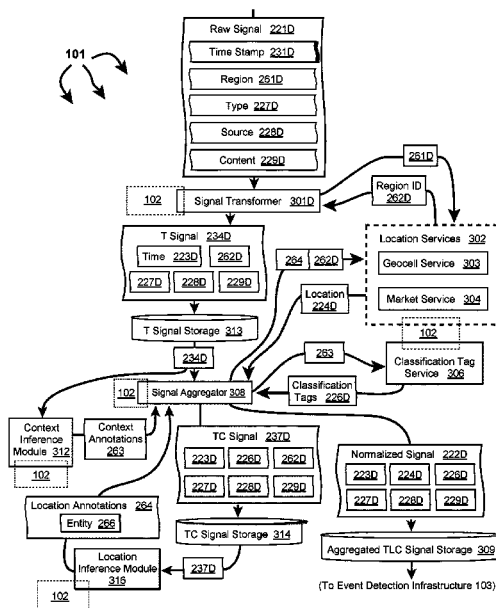 101
Raw Signal 221D
Time Stamp 231D
Region 261D
Type 227D
Source 228D
Content 229D
261D
Region ID
262D
102
Signal Transformer
301D
T Signal
234D
Time 223D
262D
227D
228D
229D
Location Services 302
Geocell Service 303
Market Service 304
264
262D
Location
224D
T Signal Storage 313
234D
102
263
Classification Tag
Service 306
Classification
Tags 226D
102
Signal Aggregator 308
Context
Inference
Module 312
Context
Annotations
263
102
TC Signal
237D
223D
226D
262D
227D
228D
229D
Normalized Signal 222D
223D
224D
226D
227D
228D
229D
Location Annotations 264
Entity 266
TC Signal Storage 314
Aggregated TLC Signal Storage 309
Location
Inference Module
316
237D
102
(To Event Detection Infrastructure 103)